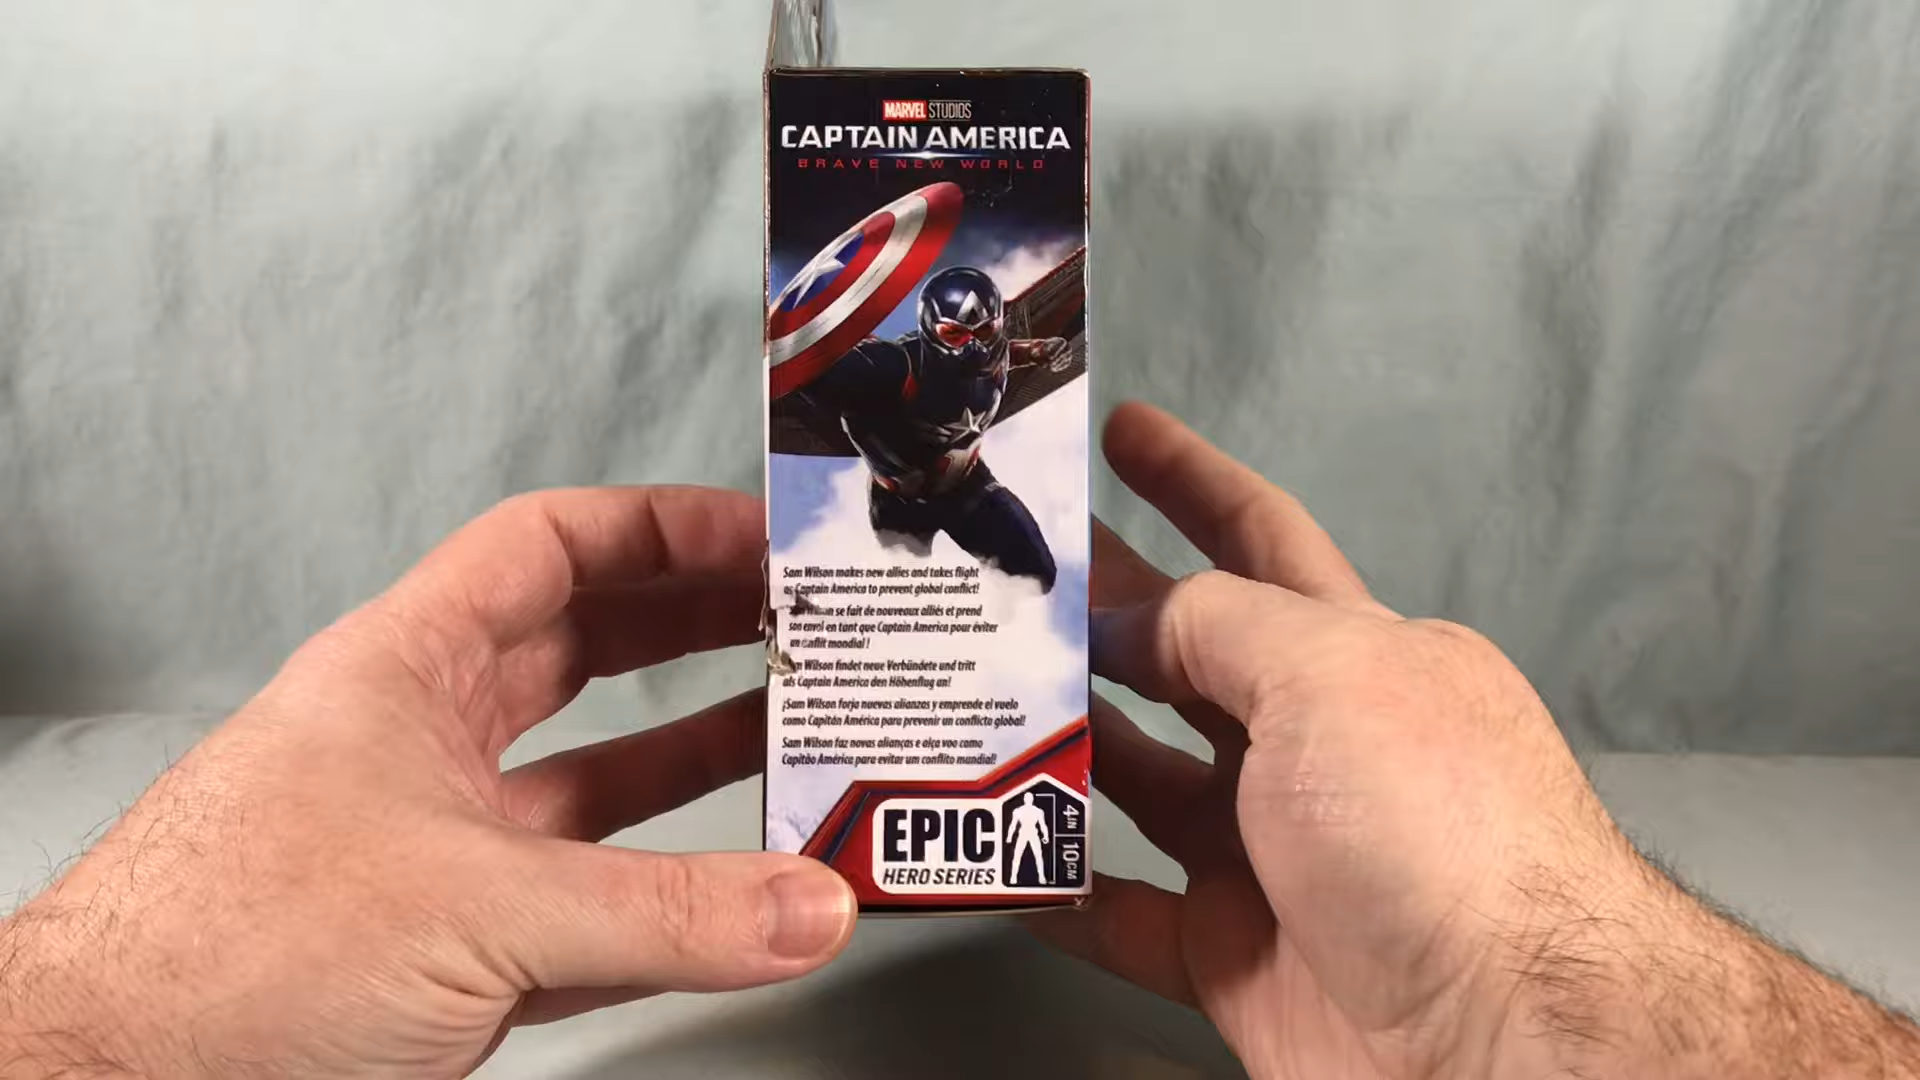 MARVEL STUDIOS
CAPTAIN AMERICA
BRAVE NEW WORLD
Sam Wilson makes new allies and takes flight
as Captain America to prevent global conflict!
Sam Wilson se fait de nouveaux alliés et prend
son envol en tant que Captain America pour éviter
un conflit mondial !
Sam Wilson findet neue Verbündete und tritt
als Captain America den Höhenflug an!
¡Sam Wilson forja nuevas alianzas y emprende el vuelo
como Capitán América para prevenir un conflicto global!
Sam Wilson faz novas alianças e alça voo como
Capitão América para evitar um conflito mundial!
EPIC
HERO SERIES
4IN
10CM